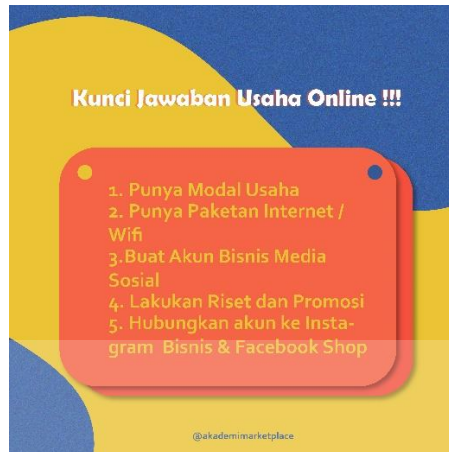 Kunci Jawaban Usaha Online !!!
1. Punya Modal Usaha
2. Punya Paketan Internet /
Wifi
3.Buat Akun Bisnis Media
Sosial
4. Lakukan Riset dan Promosi
5. Hubungkan akun ke Insta-
gram Bisnis & Facebook Shop
@akademimarketplace